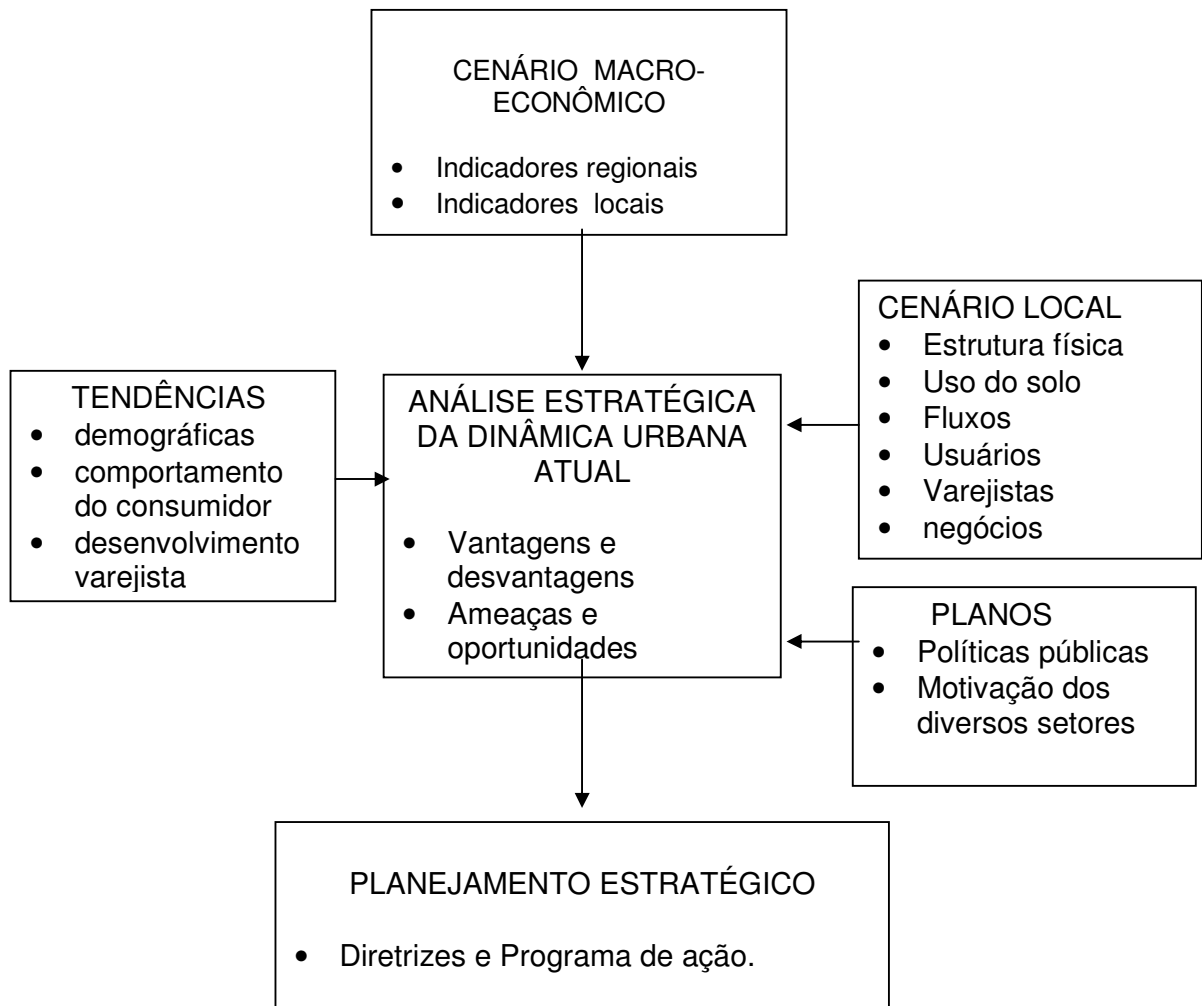 CENÁRIO MACRO-
ECONÔMICO
• Indicadores regionais
• Indicadores locais
CENÁRIO LOCAL
• Estrutura física
• Uso do solo
• Fluxos
• Usuários
• Varejistas
• negócios
TENDÊNCIAS
• demográficas
• comportamento
do consumidor
• desenvolvimento
varejista
ANÁLISE ESTRATÉGICA
DA DINÂMICA URBANA
ATUAL
• Vantagens e
desvantagens
• Ameaças e
oportunidades
PLANOS
• Políticas públicas
• Motivação dos
diversos setores
PLANEJAMENTO ESTRATÉGICO
• Diretrizes e Programa de ação.